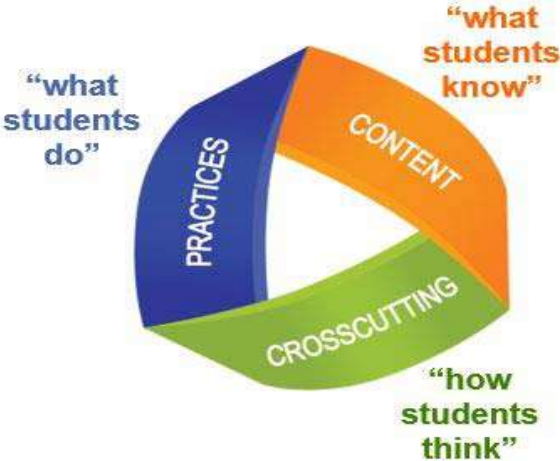 “what
students
know”
“what
students
do”
PRACTICES
CONTENT
CROSSCUTTING
“how
students
think”